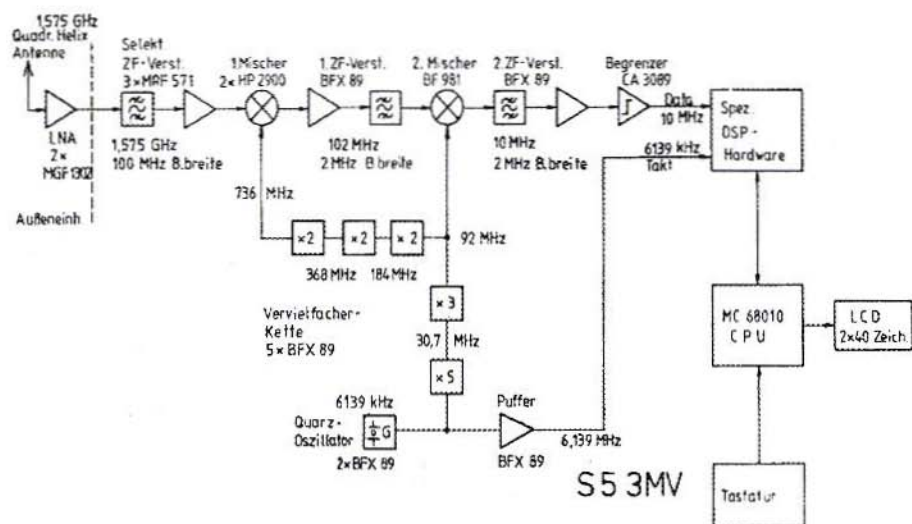 1,575 GHz
Quadr. Helix
Antenne
LNA
2×
MGF1302
Außeneinh
Selekt
ZF-Verst.
3×MRF 571
1,575 GHz
100 MHz B.breite
1.Mischer
2×HP 2900
1.ZF-Verst.
BFX 89
102 MHz
2 MHz B.breite
2. Mischer
BF 981
2.ZF-Verst.
BFX 89
10 MHz
2 MHz B.breite
Begrenzer
CA 3089
Data
10 MHz
6139 kHz
Takt
Spez.
DSP-
Hardware
736 MHz
×2
×2
×2
92 MHz
368 MHz
184 MHz
×3
Vervielfacher-
Kette
5×BFX 89
30,7 MHz
×5
MC 68010
CPU
LCD
2×40 Zeich.
6139 kHz
Quarz-
Oszillator
G
2×BFX 89
Puffer
BFX 89
6,139 MHz
S5 3MV
Tastatur